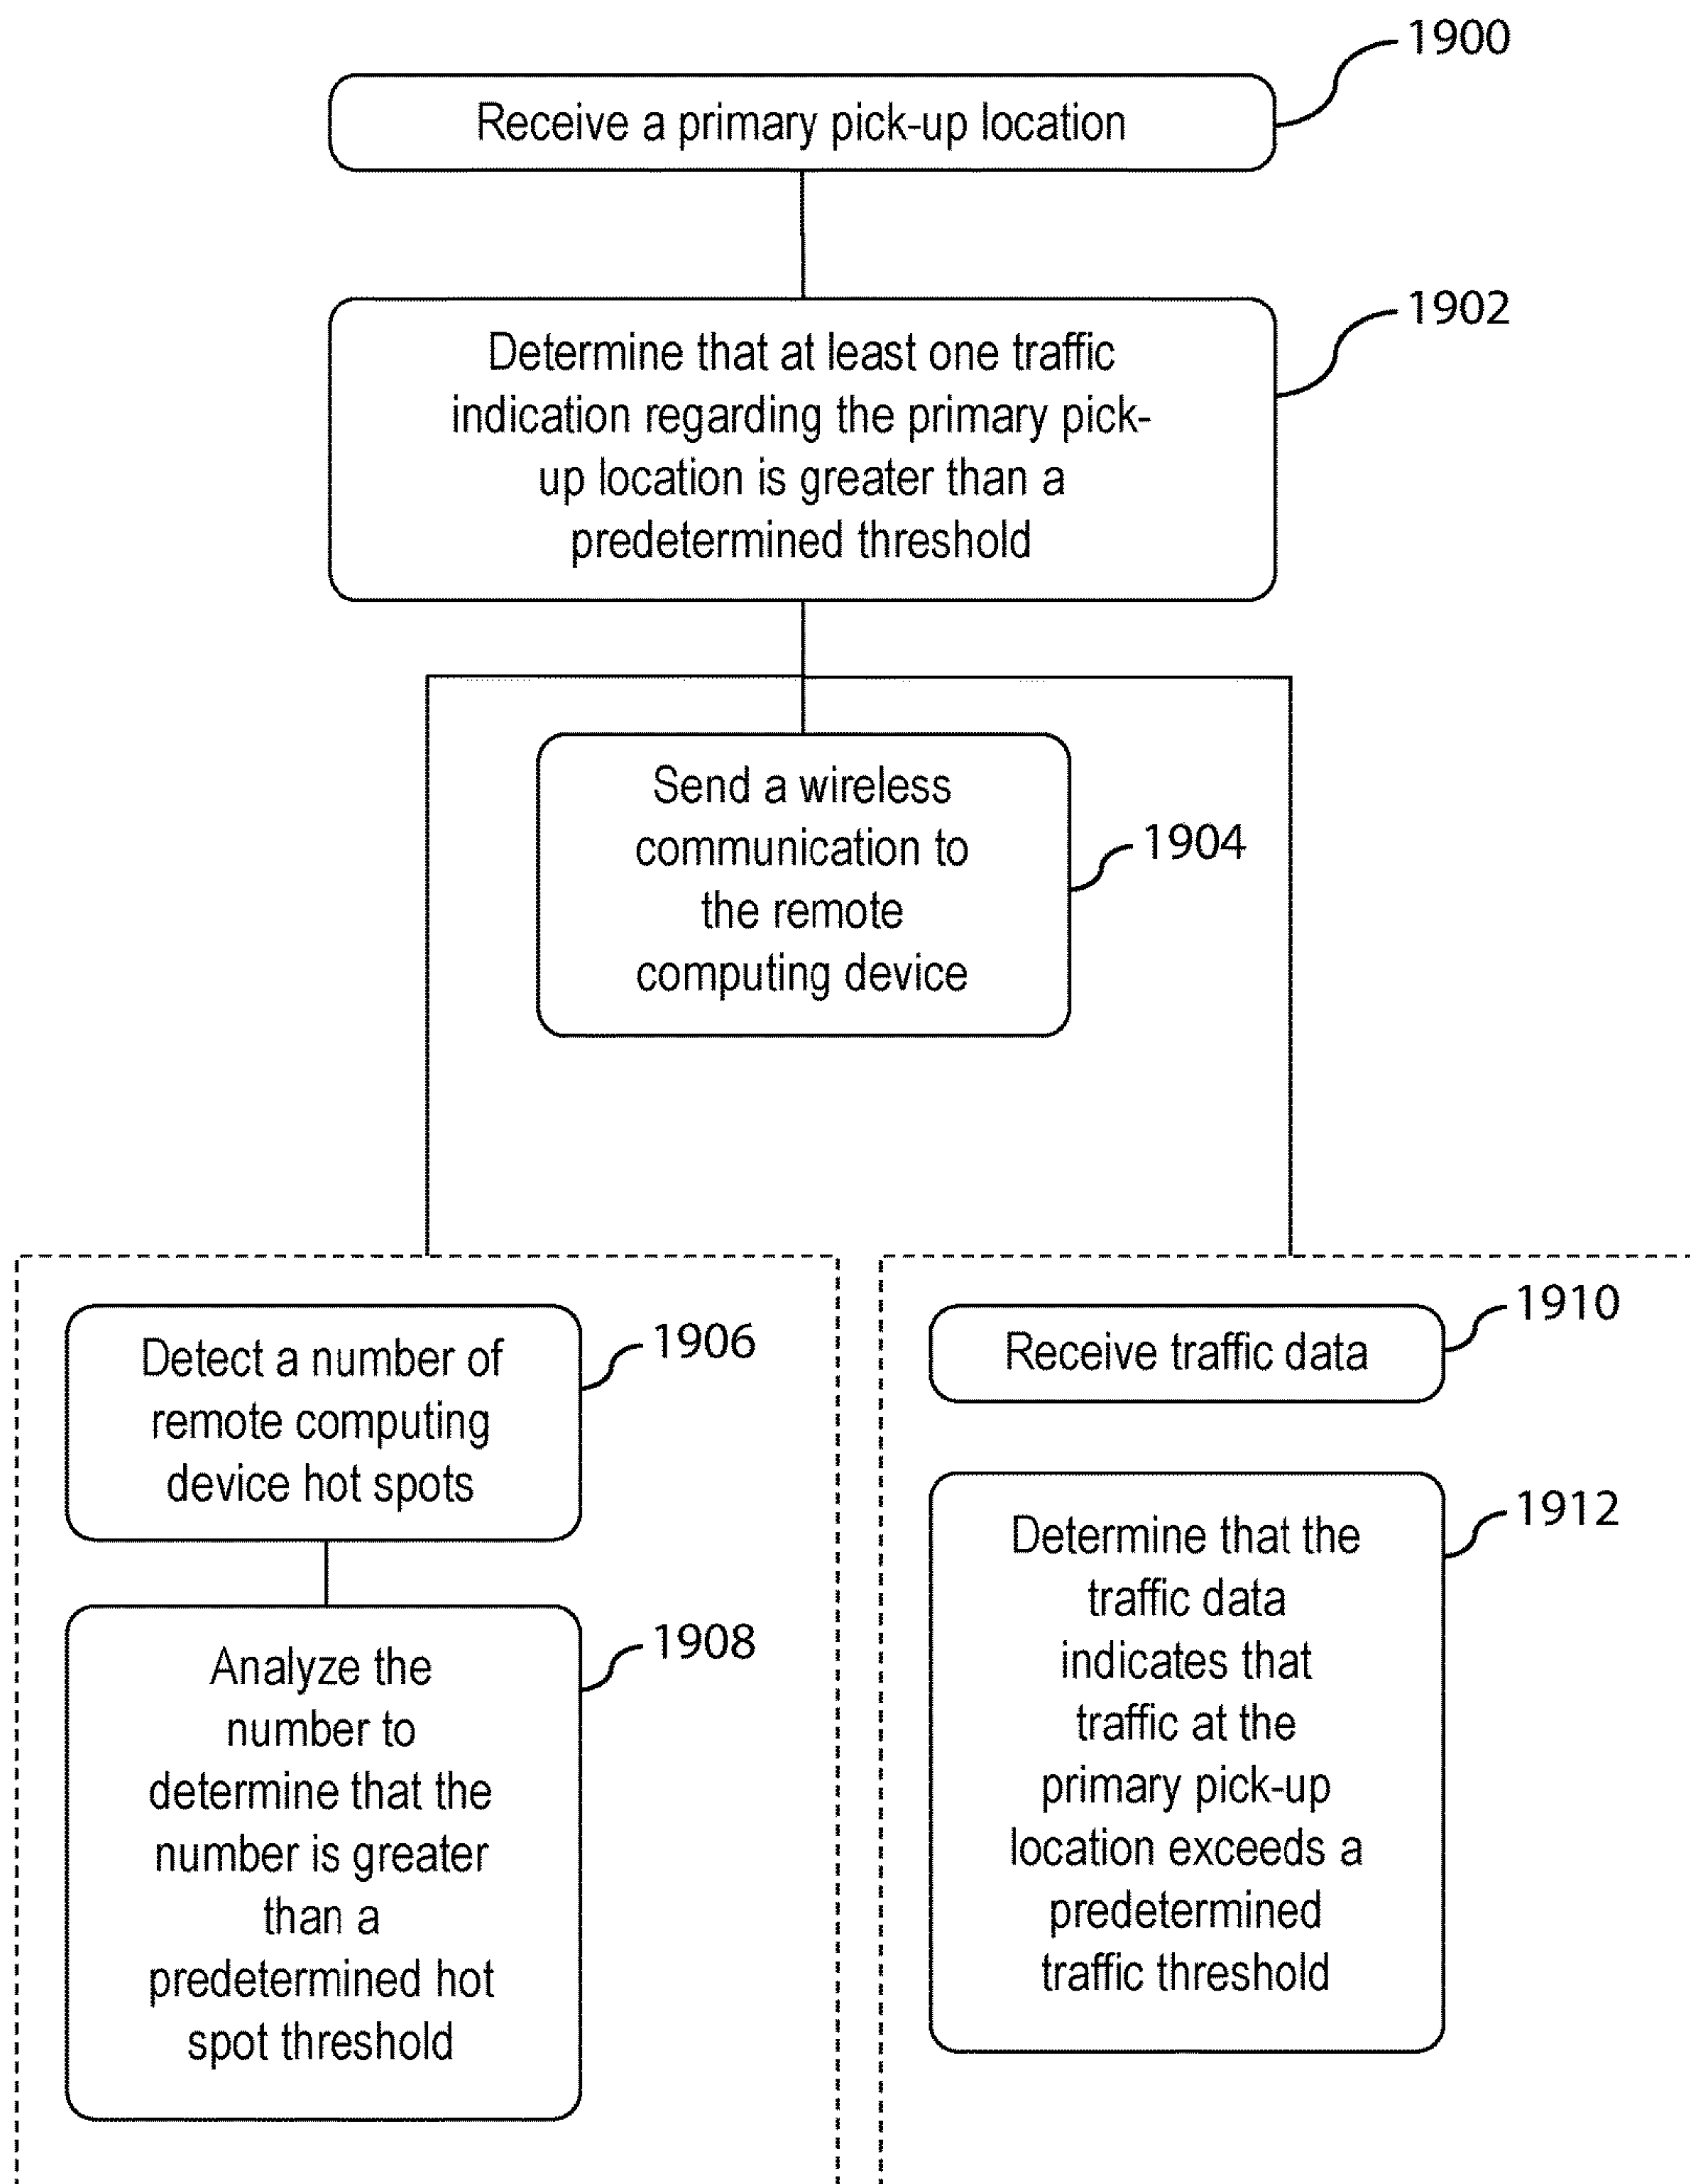 1900
Receive a primary pick-up location
1902
Determine that at least one traffic
indication regarding the primary pick-
up location is greater than a
predetermined threshold
Send a wireless
communication to
the remote
computing device
1904
Detect a number of
remote computing
device hot spots
1906
Analyze the
number to
determine that the
number is greater
than a
predetermined hot
spot threshold
1908
Receive traffic data
1910
Determine that the
traffic data
indicates that
traffic at the
primary pick-up
location exceeds a
predetermined
traffic threshold
1912